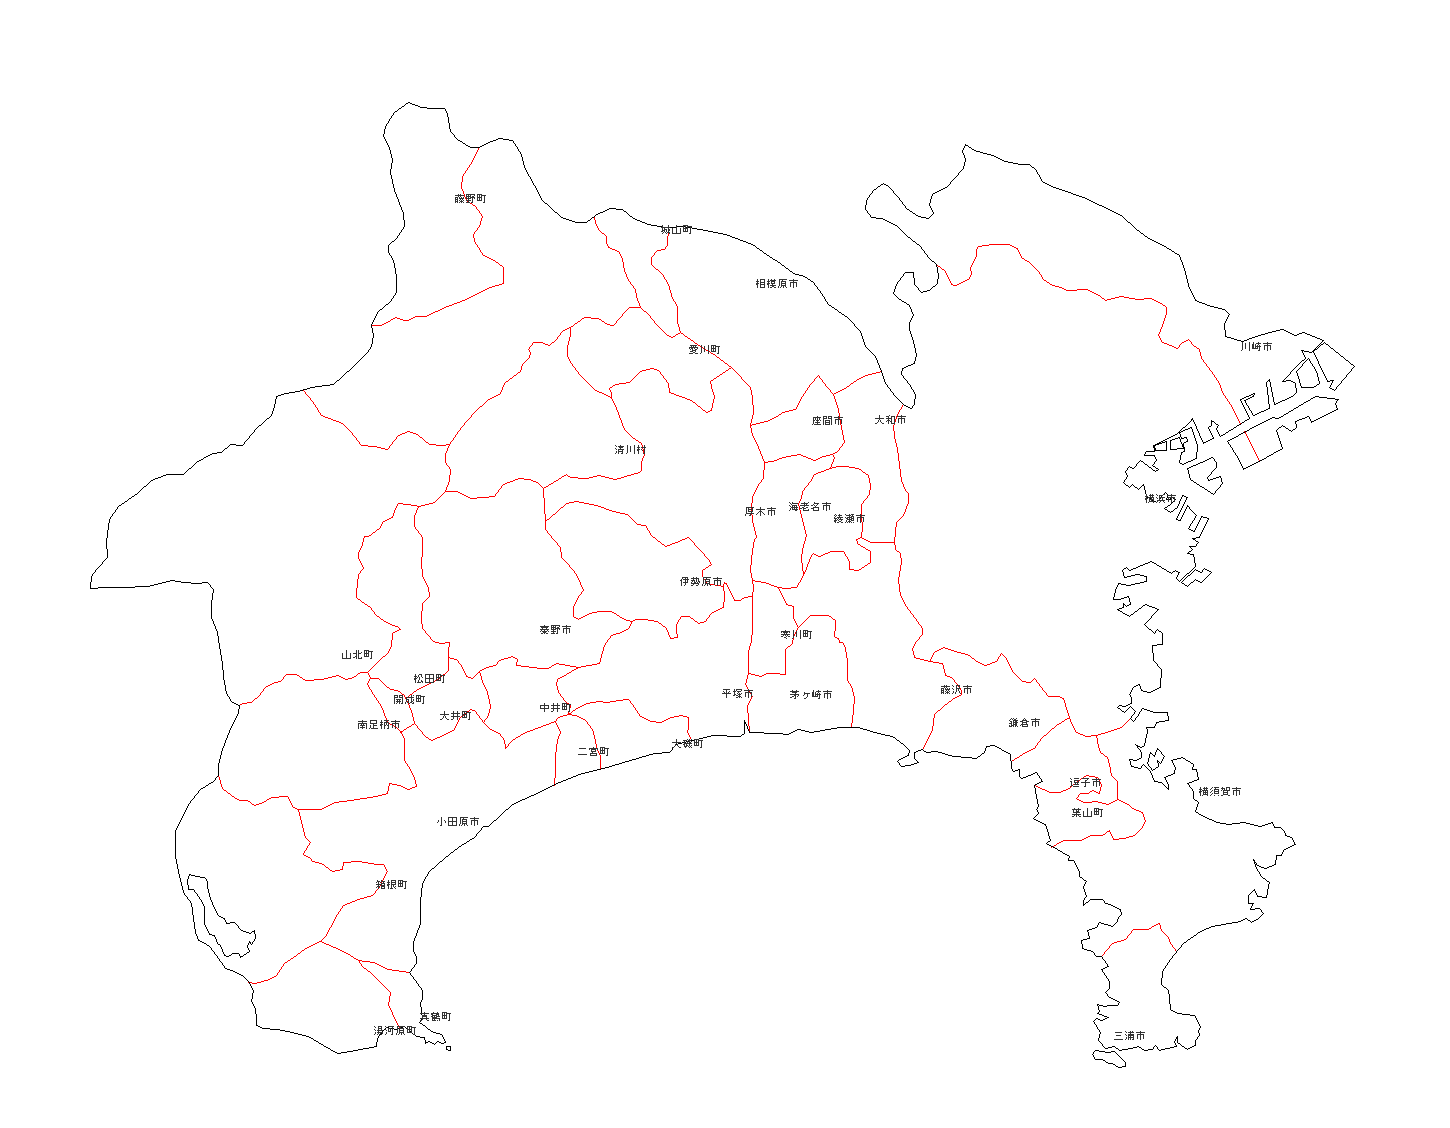 藤野町
城山町
相模原市
川崎市
愛川町
座間市
大和市
清川村
横浜市
厚木市
海老名市
綾瀬市
伊勢原市
秦野市
寒川町
山北町
松田町
藤沢市
開成町
平塚市
茅ヶ崎市
中井町
大井町
鎌倉市
南足柄市
大磯町
二宮町
逗子市
横須賀市
葉山町
小田原市
箱根町
真鶴町
湯河原町
三浦市